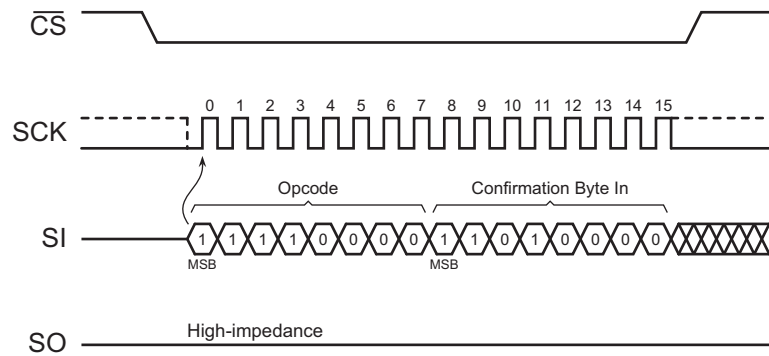 CS
0 1 2 3 4 5 6 7 8 9 10 11 12 13 14 15
SCK
Opcode Confirmation Byte In
SI 1 1 1 1 0 0 0 0 1 1 0 1 0 0 0 0
MSB MSB
High-impedance
SO